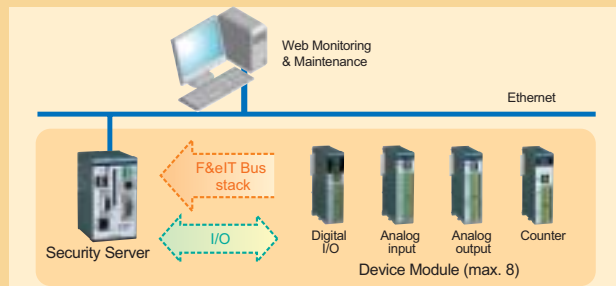 Web Monitoring
& Maintenance
Ethernet
F&eIT Bus
stack
I/O
Security Server
Digital
I/O
Analog
input
Analog
output
Counter
Device Module (max. 8)